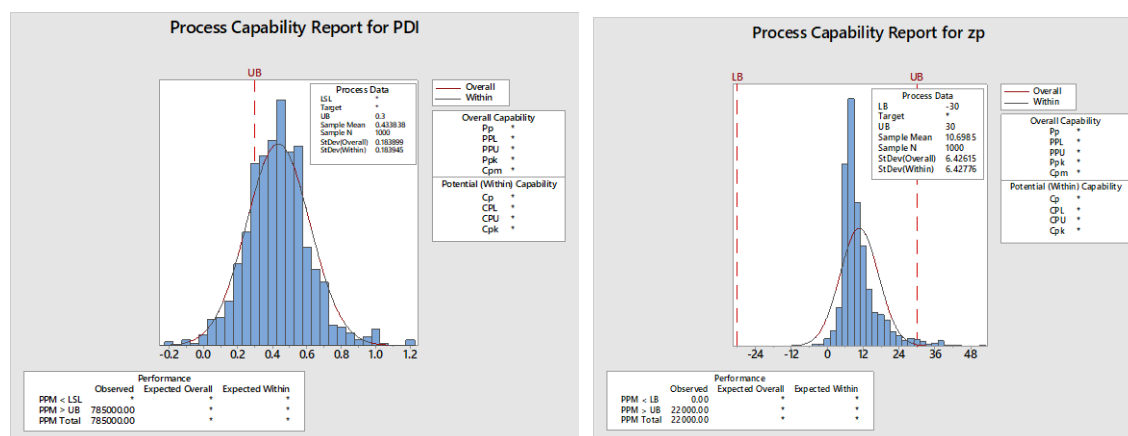 Process Capability Report for PDI
UB
Process Data
LSL *
Target *
UB 0.3
Sample Mean 0.433838
Sample N 1000
StDev(Overall) 0.183899
StDev(Within) 0.183945
Overall
Within
Overall Capability
Pp *
PPL *
PPU *
Ppk *
Cpm *
Potential (Within) Capability
Cp *
CPL *
CPU *
Cpk *
-0.2 0.0 0.2 0.4 0.6 0.8 1.0 1.2
Performance
Observed Expected Overall Expected Within
PPM < LSL * * *
PPM > UB 785000.00 * *
PPM Total 785000.00 * *
Process Capability Report for zp
LB UB
Process Data
LB -30
Target *
UB 30
Sample Mean 10.6985
Sample N 1000
StDev(Overall) 6.42615
StDev(Within) 6.42776
Overall
Within
Overall Capability
Pp *
PPL *
PPU *
Ppk *
Cpm *
Potential (Within) Capability
Cp *
CPL *
CPU *
Cpk *
-24 -12 0 12 24 36 48
Performance
Observed Expected Overall Expected Within
PPM < LB 0.00 * *
PPM > UB 22000.00 * *
PPM Total 22000.00 * *